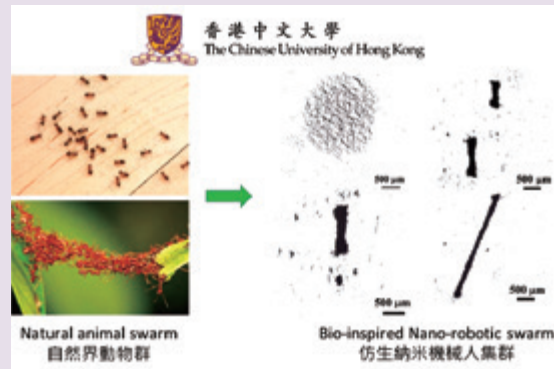 香港中文大學
The Chinese University of Hong Kong
500 μm
500 μm
500 μm
500 μm
Natural animal swarm
自然界動物群
Bio-inspired Nano-robotic swarm
仿生納米機械人集群